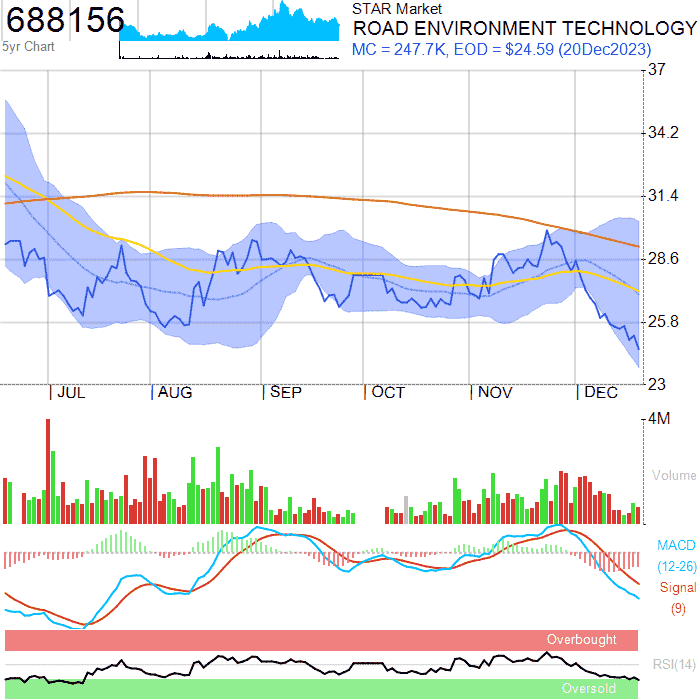 688156
5yr Chart
STAR Market
ROAD ENVIRONMENT TECHNOLOGY
MC = 247.7K, EOD = $24.59 (20Dec2023)
37
34.2
31.4
28.6
25.8
23
JUL AUG SEP OCT NOV DEC
4M
Volume
MACD
(12-26)
Signal
(9)
Overbought
RSI(14)
Oversold